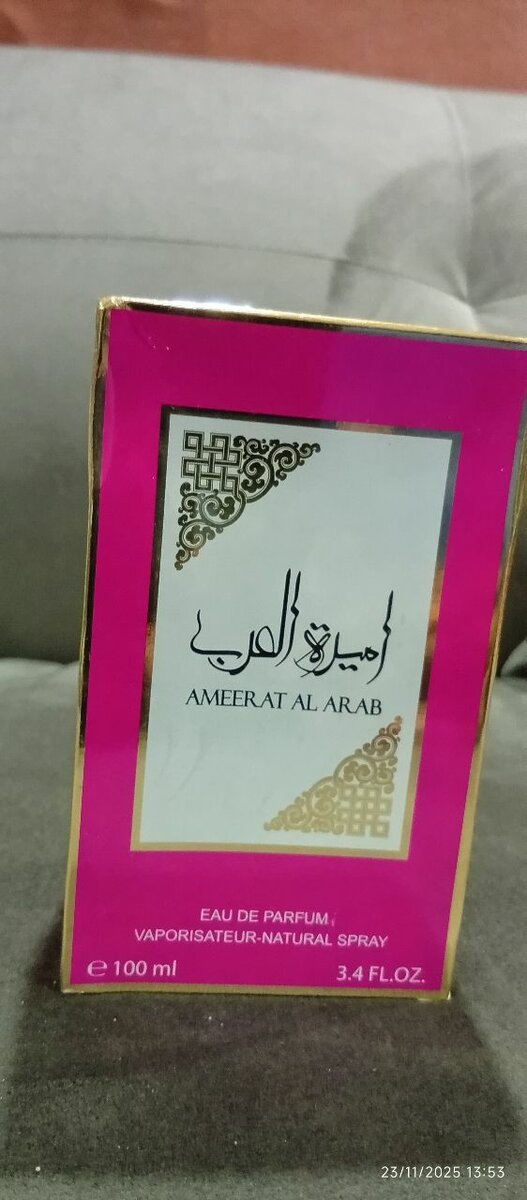 اميرة العرب
AMEERAT AL ARAB
EAU DE PARFUM
VAPORISATEUR-NATURAL SPRAY
℮ 100 ml 3.4 FL.OZ.
23/11/2025 13:53